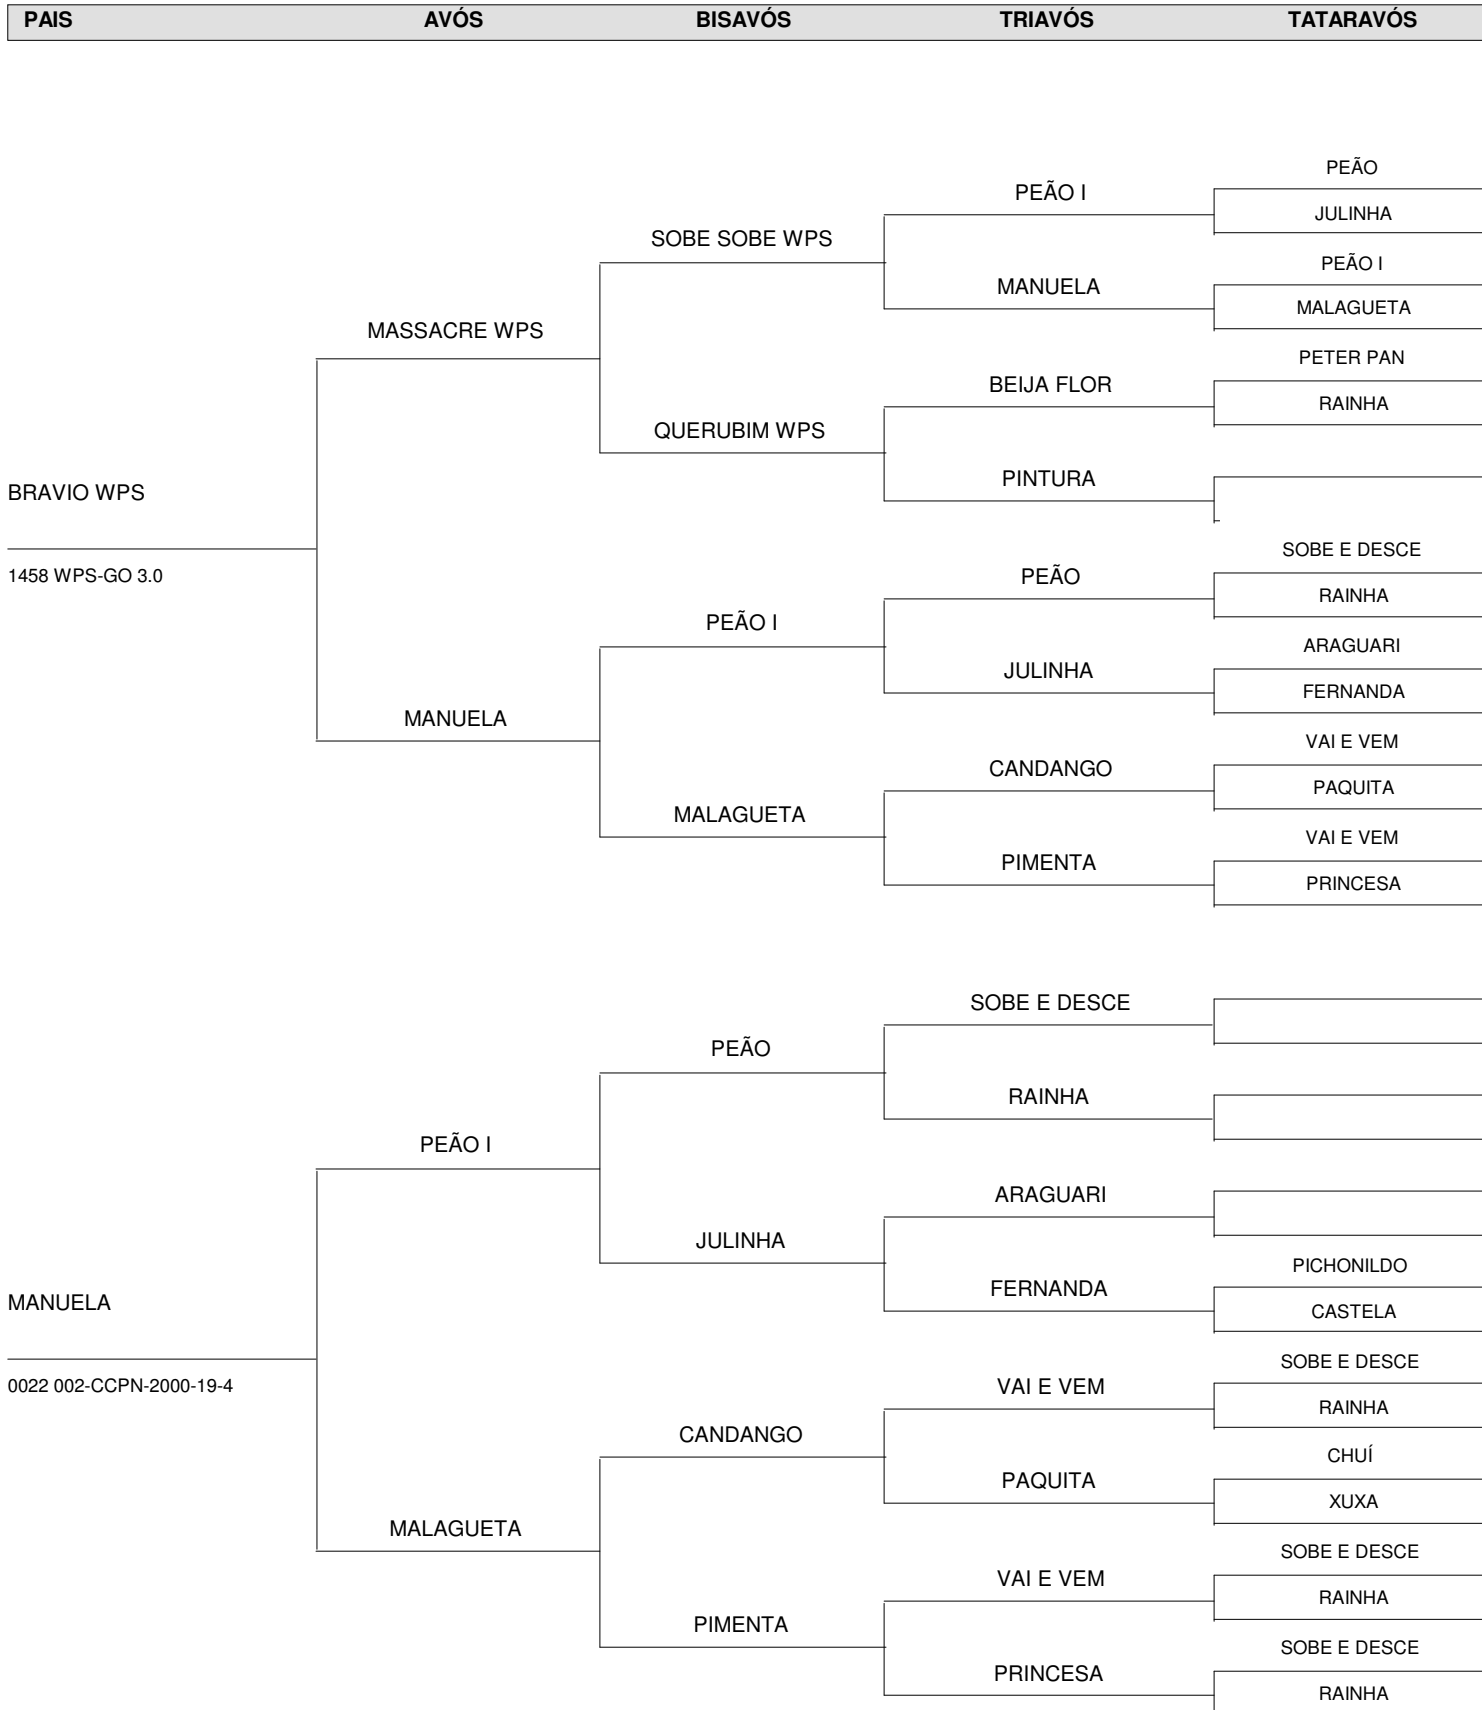 PAIS AVÓS BISAVÓS TRIAVÓS TATARAVÓS
PEÃO
PEÃO I
JULINHA
SOBE SOBE WPS
PEÃO I
MANUELA
MALAGUETA
MASSACRE WPS
PETER PAN
BEIJA FLOR
RAINHA
QUERUBIM WPS
PINTURA
BRAVIO WPS
SOBE E DESCE
1458 WPS-GO 3.0
PEÃO
RAINHA
PEÃO I
ARAGUARI
JULINHA
FERNANDA
MANUELA
VAI E VEM
CANDANGO
PAQUITA
MALAGUETA
VAI E VEM
PIMENTA
PRINCESA
SOBE E DESCE
PEÃO
RAINHA
PEÃO I
ARAGUARI
JULINHA
PICHONILDO
FERNANDA
MANUELA
CASTELA
SOBE E DESCE
0022 002-CCPN-2000-19-4
VAI E VEM
RAINHA
CANDANGO
CHUÍ
PAQUITA
XUXA
MALAGUETA
SOBE E DESCE
VAI E VEM
RAINHA
PIMENTA
SOBE E DESCE
PRINCESA
RAINHA